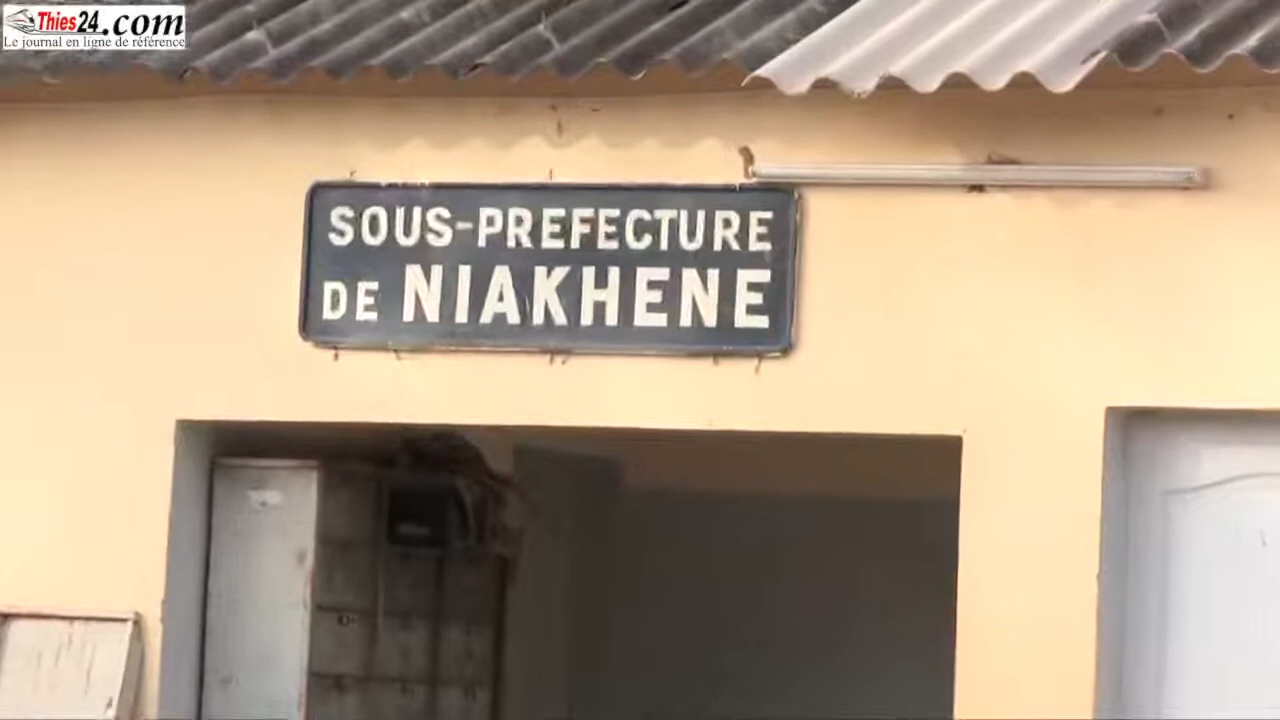 Thies24.com
Le journal en ligne de référence
SOUS-PREFECTURE
DE NIAKHENE